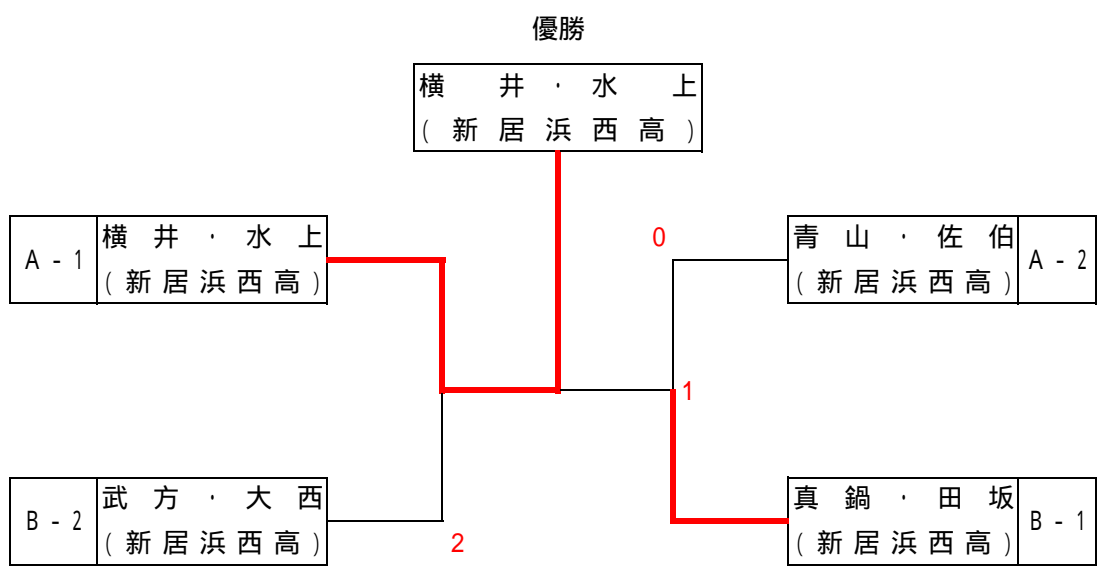 優勝
横井・水上
(新居浜西高)
A-1
横井・水上
(新居浜西高)
0
青山・佐伯
(新居浜西高)
A-2
1
B-2
武方・大西
(新居浜西高)
2
真鍋・田坂
(新居浜西高)
B-1